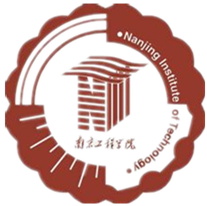 • Nanjing Institute of Technology •
南京工程学院